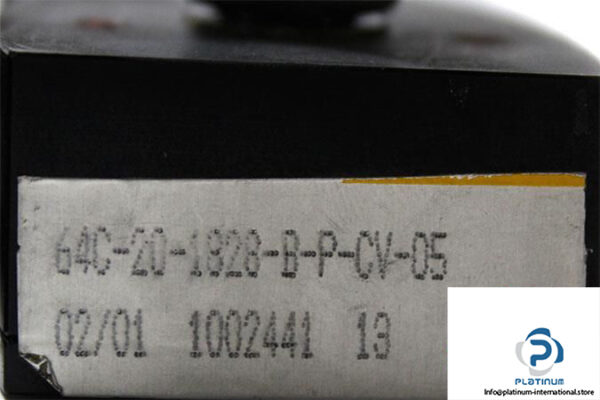 64C-20-1828-B-P-CV-05
02/01 1002441 13
PLATINUM
Info@platinum-international.store